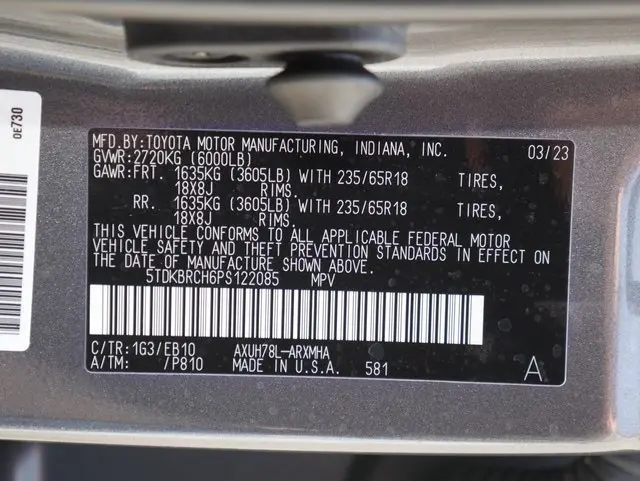 MFD.BY:TOYOTA MOTOR MANUFACTURING, INDIANA, INC. 03/23
GVWR:2720KG (6000LB)
GAWR:FRT. 1635KG (3605LB) WITH 235/65R18 TIRES,
18X8J RIMS.
RR. 1635KG (3605LB) WITH 235/65R18 TIRES,
18X8J RIMS.
THIS VEHICLE CONFORMS TO ALL APPLICABLE FEDERAL MOTOR
VEHICLE SAFETY AND THEFT PREVENTION STANDARDS IN EFFECT ON
THE DATE OF MANUFACTURE SHOWN ABOVE.
5TDKBRCH6PS122085 MPV
C/TR:1G3/EB10 AXUH78L-ARXMHA
A/TM: /P810 MADE IN U.S.A. 581 A
0E730